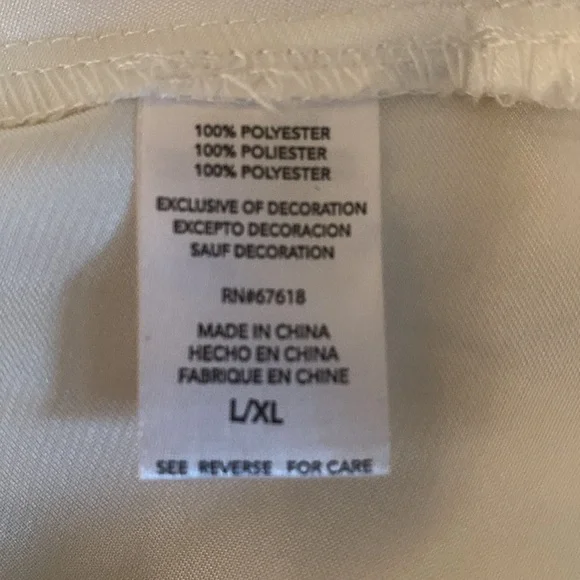 100% POLYESTER
100% POLIESTER
100% POLYESTER
EXCLUSIVE OF DECORATION
EXCEPTO DECORACION
SAUF DECORATION
RN#67618
MADE IN CHINA
HECHO EN CHINA
FABRIQUE EN CHINE
L/XL
SEE REVERSE FOR CARE